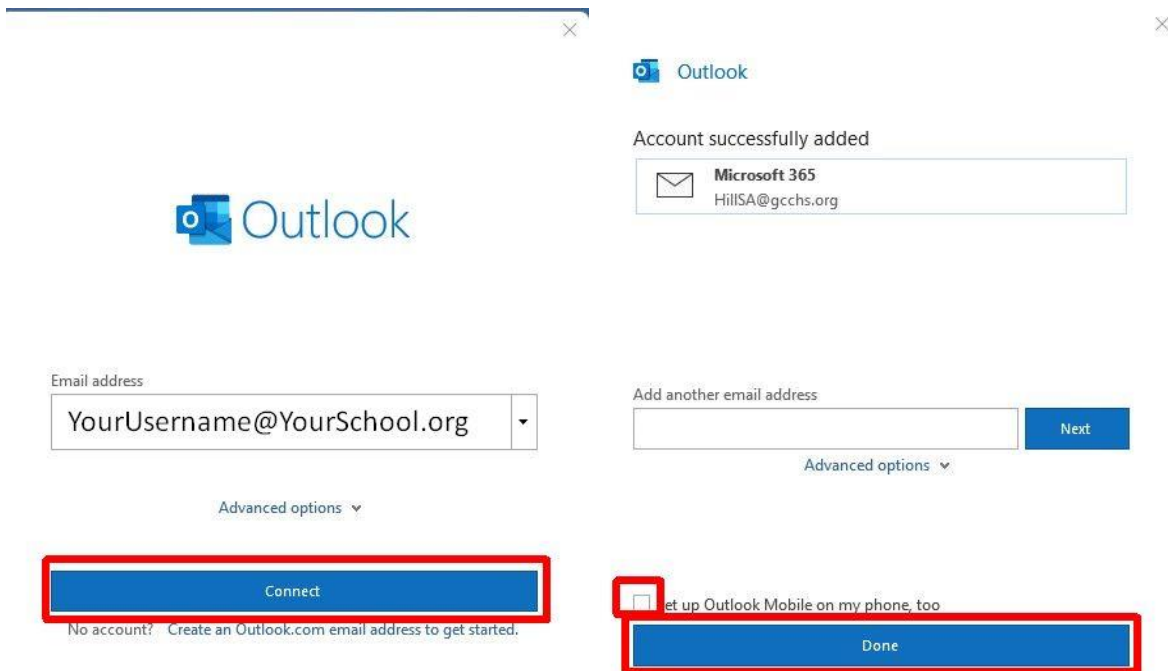 Outlook
Email address
YourUsername@YourSchool.org
Advanced options
Connect
No account? Create an Outlook.com email address to get started.
Outlook
Account successfully added
Microsoft 365
HillSA@gcchs.org
Add another email address
Next
Advanced options
et up Outlook Mobile on my phone, too
Done